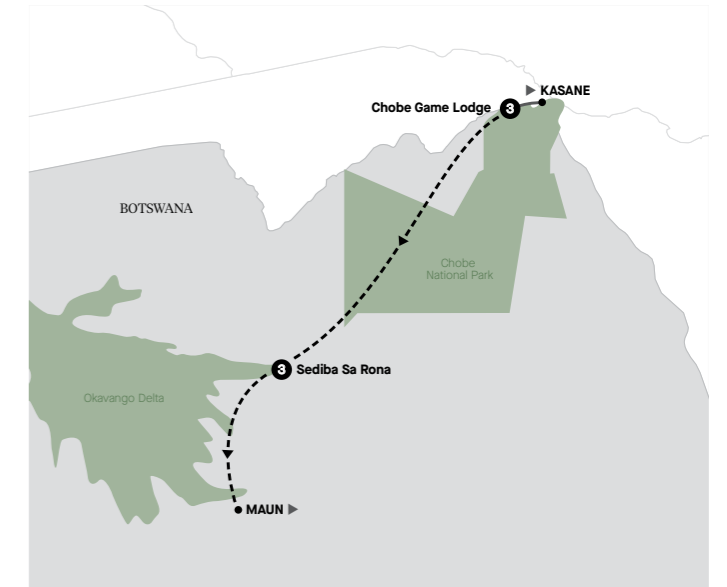 KASANE
Chobe Game Lodge 3
BOTSWANA
Chobe
National Park
3 Sediba Sa Rona
Okavango Delta
MAUN